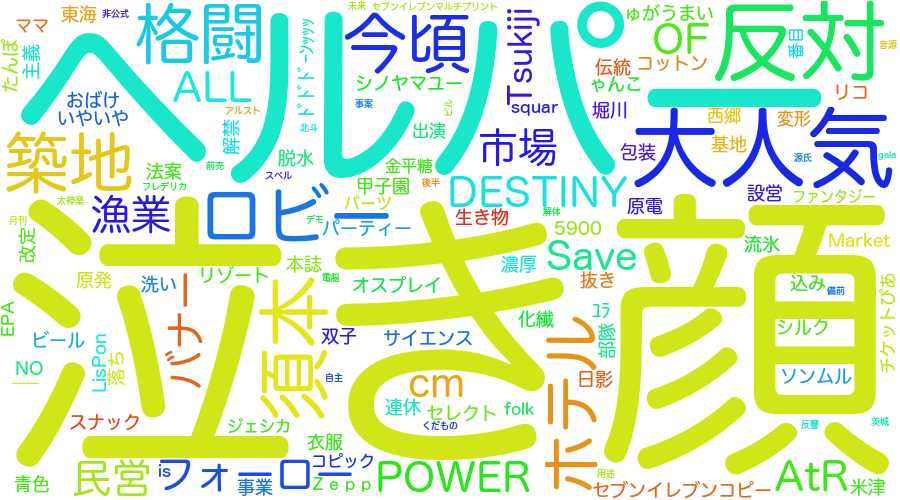 未来 セブンイレブンマルチプリント
東海 非公式
ママ
格闘
ヘルパー
今頃
Tsukiji
ゅがうまい
OF
反対
番目
音源
たんぽ
主義
ALL
ドドドーンッッッ
シノヤマユー
伝統
コットン
ゃんこ
リコ
おばけ
いやいや
アルスト
解禁
北斗
事案
ビル
出演
squar
堀川
大人気
西郷
変形
築地
法案
フレデリカ
前売
スペル
脱水
金平糖
甲子園
後半
市場
包装
基地
源氏
gala
太神楽
漁業
ロビー
デモ
パーツ
パーティー
DESTINY
生き物
解体
5900
原電
設営
ファンタジー
月刊
改定
泣き顔
原発
洗い
リゾート
本誌
電脳
オスプレイ
濃厚
Save
抜き
流氷
Market
込み
備前
EPA
ビール
LisPon
落ち
バナー
須本
双子
サイエンス
化繊
ホテル
部隊
ユラ
シルク
チケットぴあ
NO
自主
cm
日影
ソンムル
スナック
ジェシカ
連休
セレクト
folk
くだもの
反響
茨城
衣服
青色
民営
is
フォーロー
事業
コピック
Zepp
POWER
用途
セブンイレブンコピー
AtR
米津